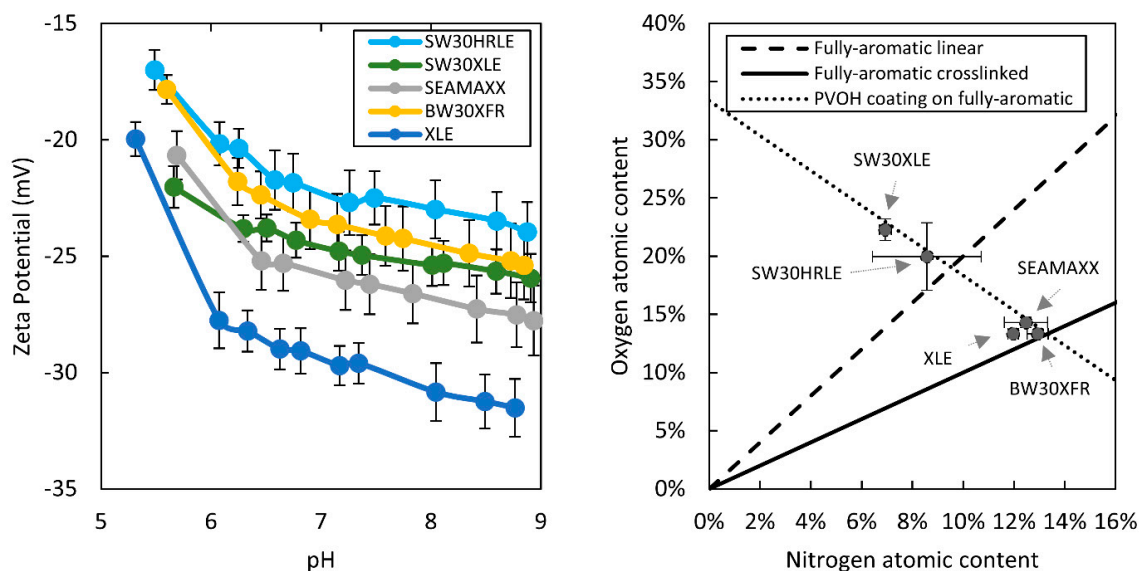 -15
-20
-25
-30
-35
Zeta Potential (mV)
5
6
7
8
9
pH
SW30HRLE
SW30XLE
SEAMAXX
BW30XFR
XLE
40%
35%
30%
25%
20%
15%
10%
5%
0%
Oxygen atomic content
Fully-aromatic linear
Fully-aromatic crosslinked
PVOH coating on fully-aromatic
SW30XLE
SW30HRLE
SEAMAXX
XLE
BW30XFR
0%
2%
4%
6%
8%
10%
12%
14%
16%
Nitrogen atomic content